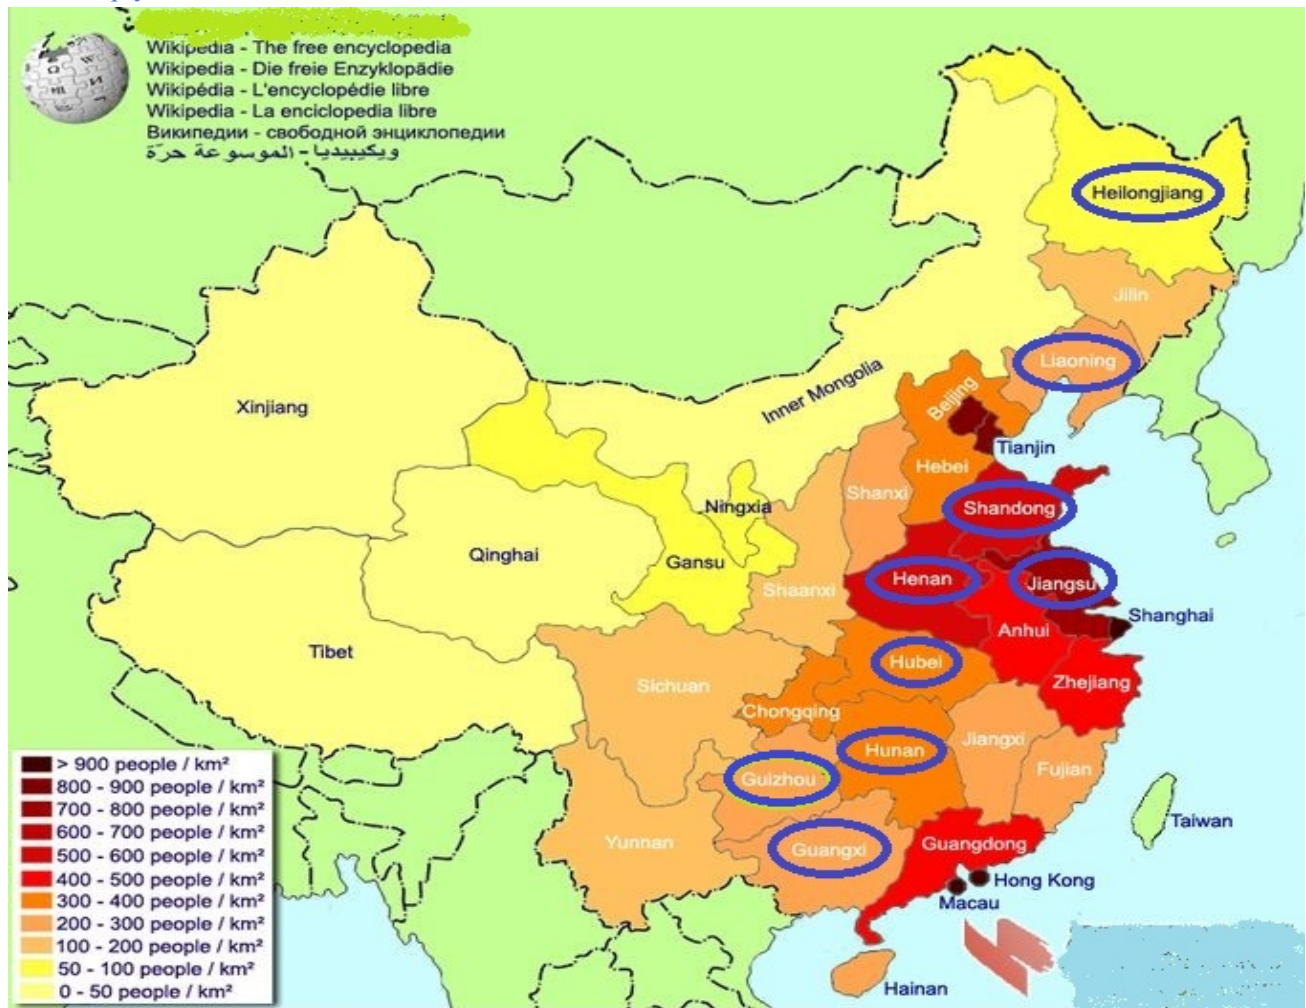 Wikipedia - The free encyclopedia
Wikipedia - Die freie Enzyklopädie
Wikipédia - L'encyclopédie libre
Wikipedia - La enciclopedia libre
Википедии - свободной энциклопедии
ويكيبيديا - الموسوعة حرّة
Heilongjiang
Jilin
Liaoning
Inner Mongolia
Beijing
Xinjiang
Tianjin
Hebei
Shanxi
Ningxia
Shandong
Qinghai
Gansu
Henan
Jiangsu
Shaanxi
Shanghai
Anhui
Tibet
Hubei
Sichuan
Zhejiang
Chongqing
Jiangxi
Hunan
Fujian
Guizhou
Taiwan
Yunnan
Guangxi
Guangdong
Hong Kong
Macau
Hainan
> 900 people / km²
800 - 900 people / km²
700 - 800 people / km²
600 - 700 people / km²
500 - 600 people / km²
400 - 500 people / km²
300 - 400 people / km²
200 - 300 people / km²
100 - 200 people / km²
50 - 100 people / km²
0 - 50 people / km²